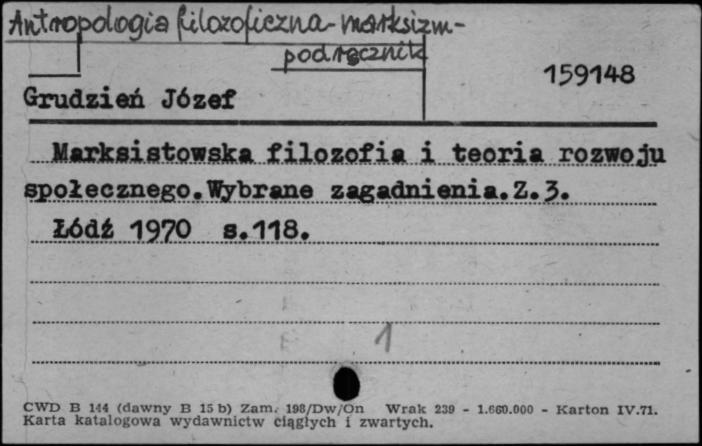 Antropologia filozoficzna-marksizm-
podręcznik
159148
Grudzień Józef
Marksistowska filozofia i teoria rozwoju
społecznego.Wybrane zagadnienia.Z.3.
Łódź 1970 s.118.
1
CWD B 144 (dawny B 15 b) Zam. 198/Dw/On Wrak 239 - 1.660.000 - Karton IV.71.
Karta katalogowa wydawnictw ciągłych i zwartych.